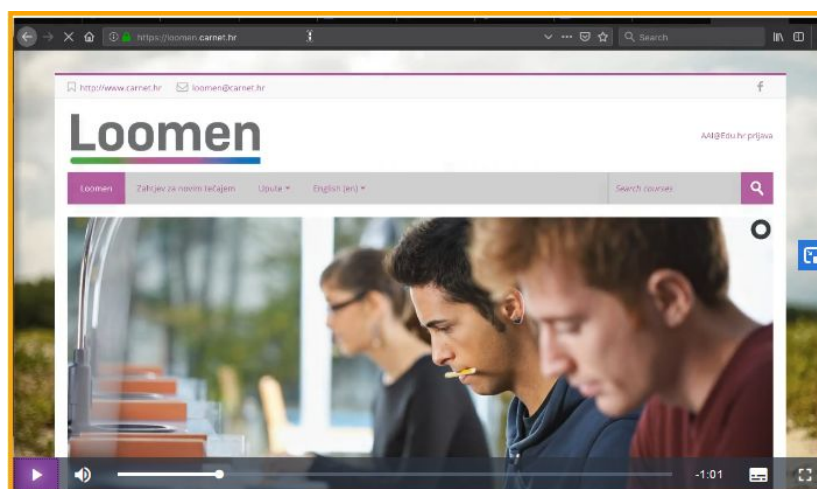 https://loomen.carnet.hr
Search
http://www.carnet.hr loomen@carnet.hr
Loomen
AAI@Edu.hr prijava
Loomen Zahtjev za novim tečajem Upute English (en) Search courses
-1:01